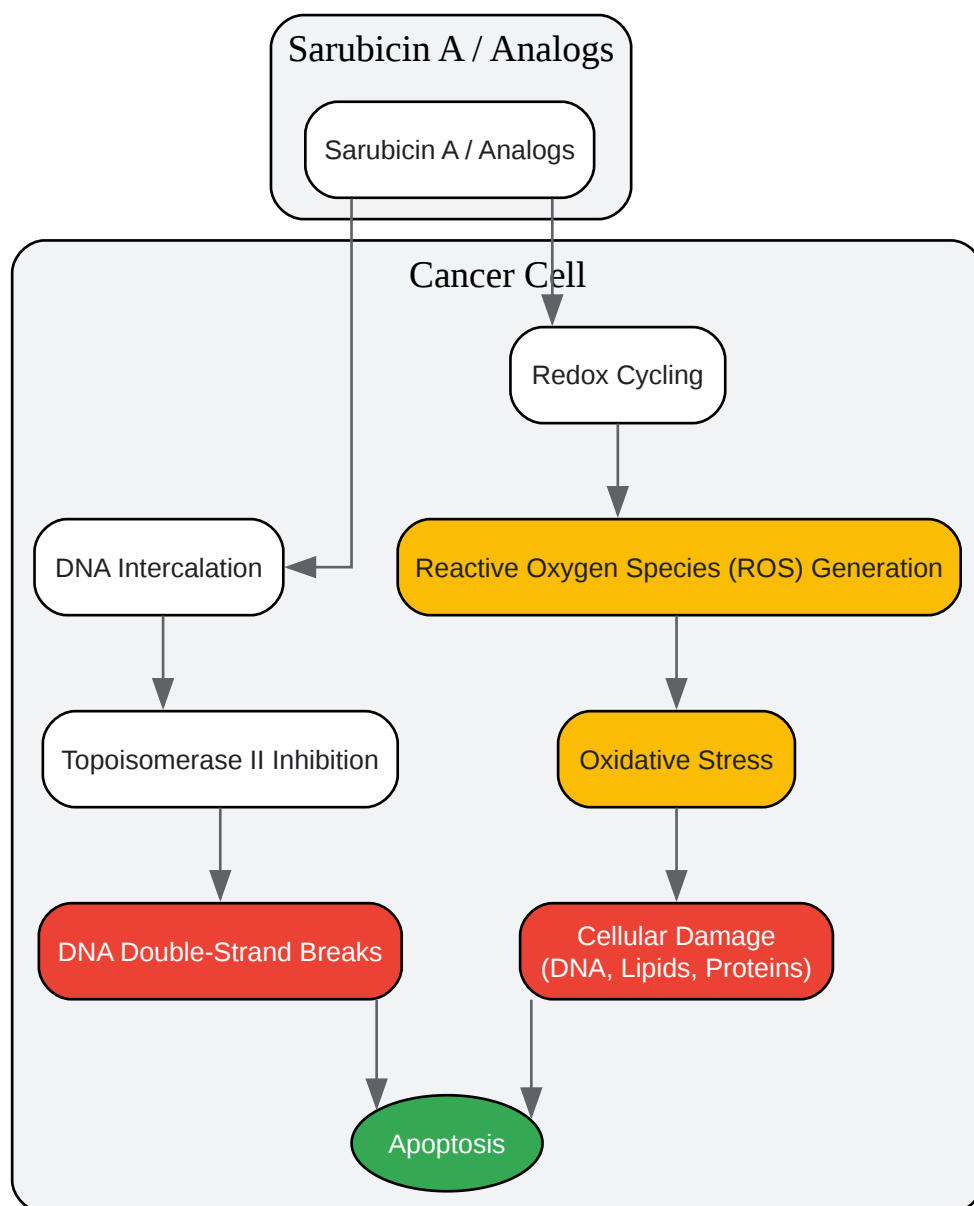 Sarubicin A / Analogs
Sarubicin A / Analogs
Cancer Cell
Redox Cycling
DNA Intercalation
Reactive Oxygen Species (ROS) Generation
Topoisomerase II Inhibition
Oxidative Stress
DNA Double-Strand Breaks
Cellular Damage
(DNA, Lipids, Proteins)
Apoptosis